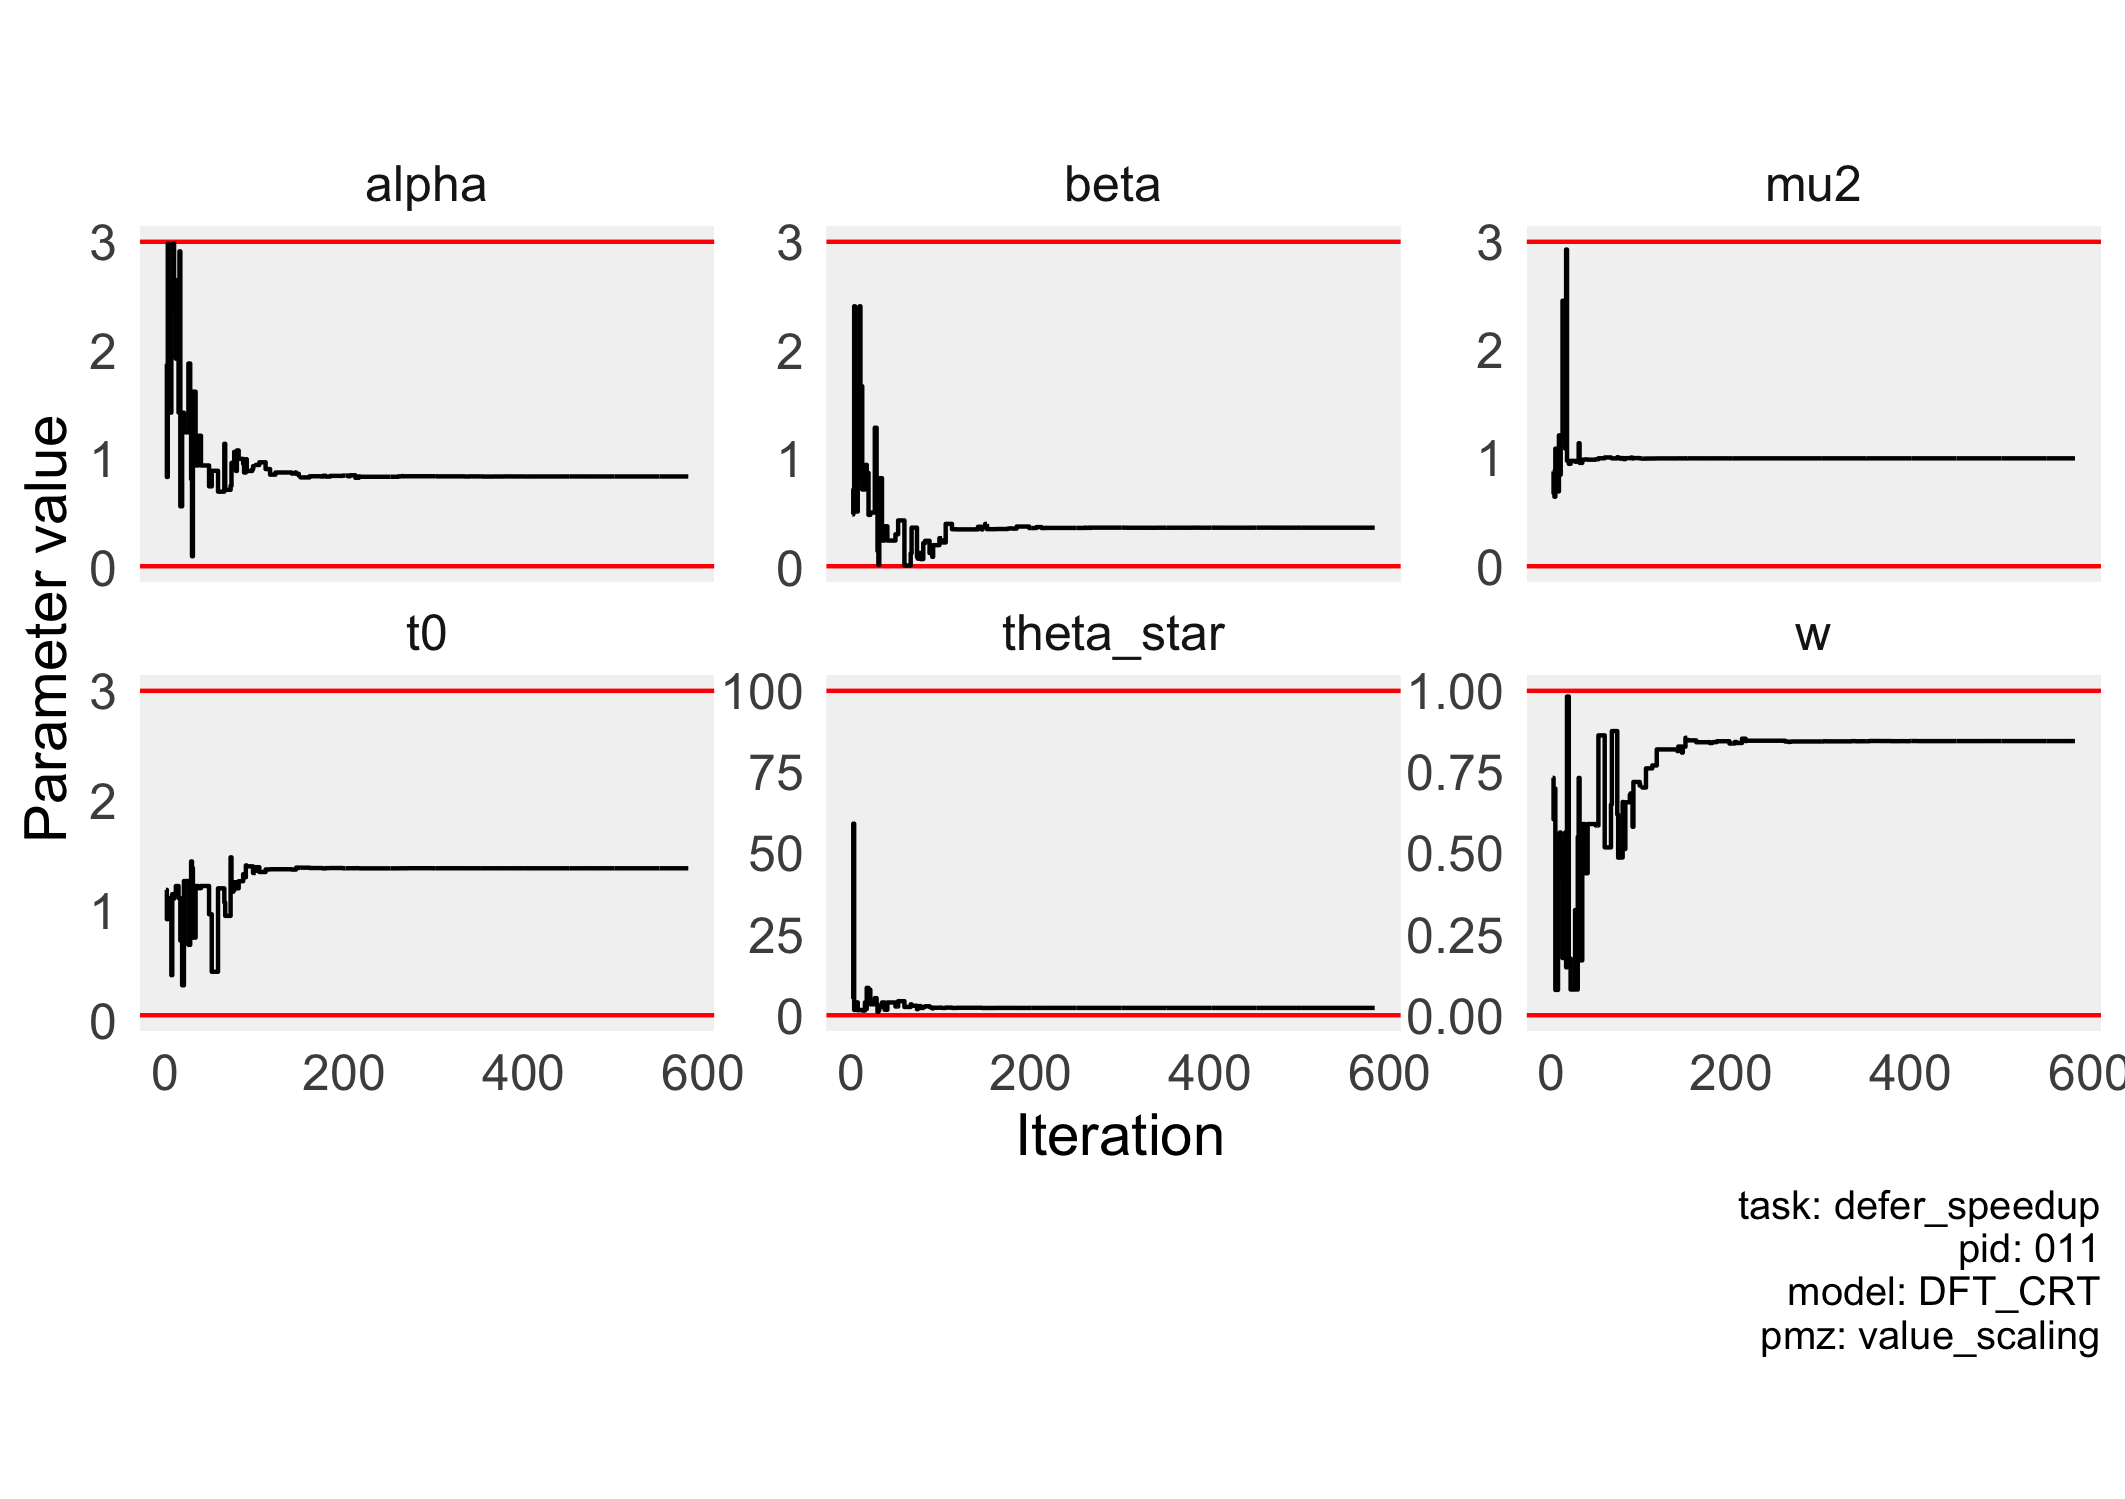 alpha
beta
mu2
3
2
1
0
3
2
1
0
3
2
1
0
Parameter value
t0
theta_star
w
3
2
1
0
100
75
50
25
0
1.00
0.75
0.50
0.25
0.00
0 200 400 600
0 200 400 600
0 200 400 600
Iteration
task: defer_speedup
pid: 011
model: DFT_CRT
pmz: value_scaling